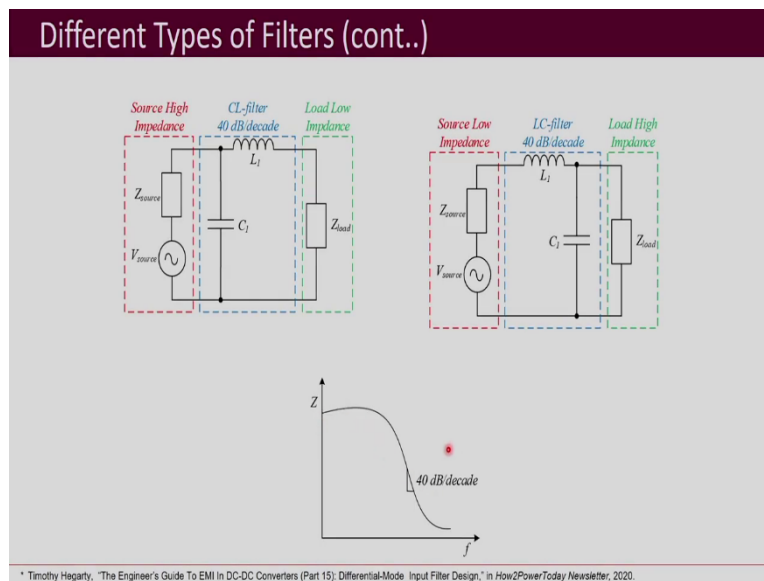 Different Types of Filters (cont..)
Source High
Impedance
CL-filter
40 dB/decade
Load Low
Impdance
L1
Zsource
C1
Zload
Vsource
Source Low
Impedance
LC-filter
40 dB/decade
Load High
Impdance
L1
Zsource
C1
Zload
Vsource
Z
40 dB/decade
f
* Timothy Hegarty, "The Engineer's Guide To EMI In DC-DC Converters (Part 15): Differential-Mode Input Filter Design," in How2PowerToday Newsletter, 2020.